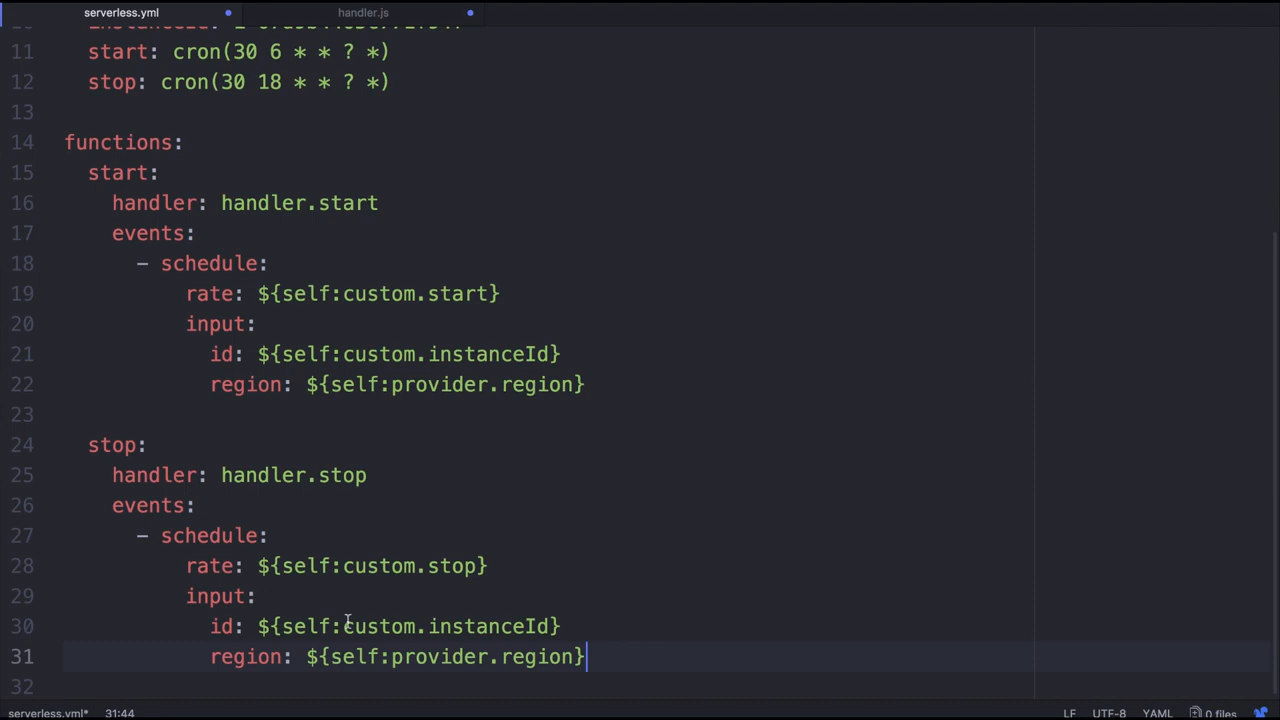 serverless.yml handler.js
11 start: cron(30 6 * * ? *)
12 stop: cron(30 18 * * ? *)
13
14 functions:
15 start:
16 handler: handler.start
17 events:
18 - schedule:
19 rate: ${self:custom.start}
20 input:
21 id: ${self:custom.instanceId}
22 region: ${self:provider.region}
23
24 stop:
25 handler: handler.stop
26 events:
27 - schedule:
28 rate: ${self:custom.stop}
29 input:
30 id: ${self:custom.instanceId}
31 region: ${self:provider.region}
32
serverless.yml* 31:44 LF UTF-8 YAML 0 files